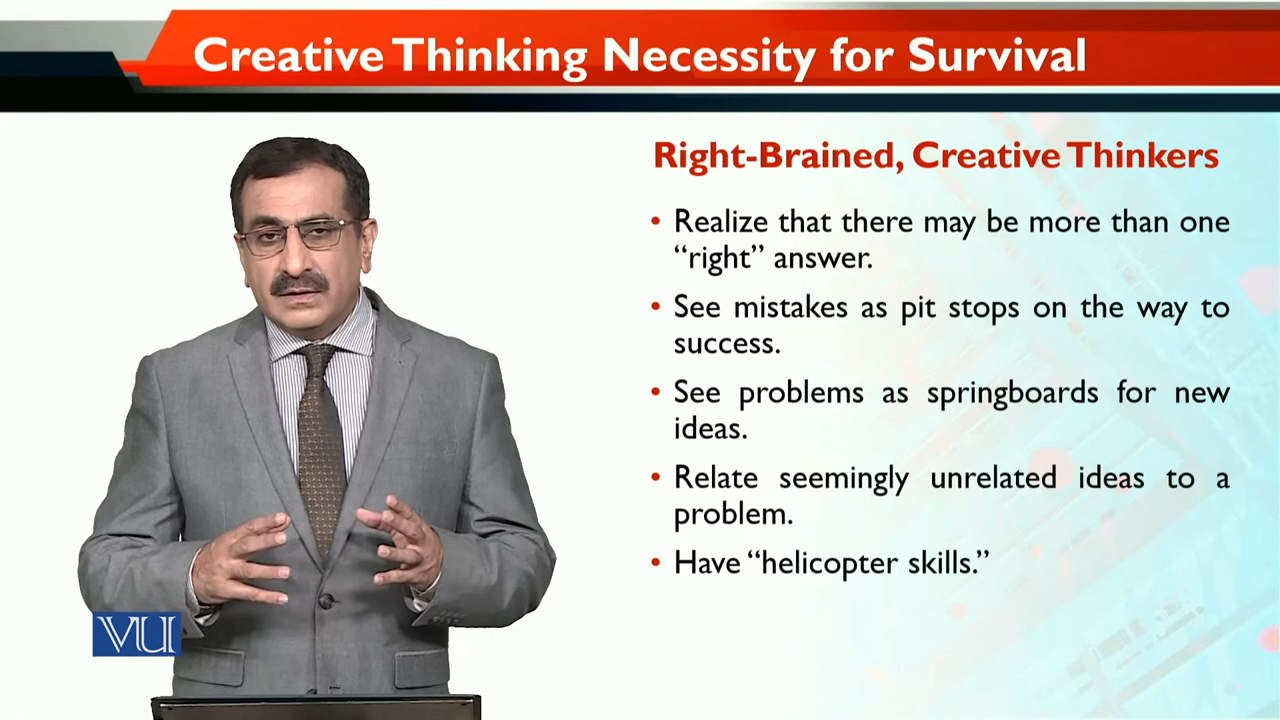 Creative Thinking Necessity for Survival
Right-Brained, Creative Thinkers
• Realize that there may be more than one
“right” answer.
• See mistakes as pit stops on the way to
success.
• See problems as springboards for new
ideas.
• Relate seemingly unrelated ideas to a
problem.
• Have “helicopter skills.”
VU